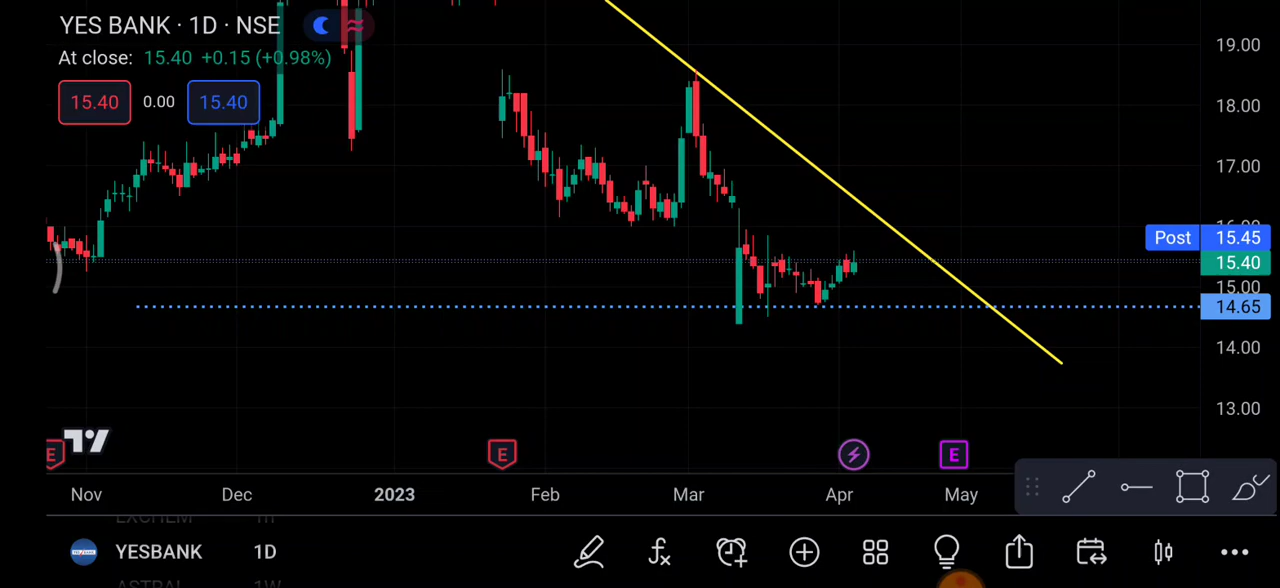 YES BANK · 1D · NSE
At close: 15.40 +0.15 (+0.98%)
15.40 0.00 15.40
19.00
18.00
17.00
16.00
Post 15.45
15.40
15.00
14.65
14.00
13.00
E E E
Nov Dec 2023 Feb Mar Apr May
EXCHEM 1h
YESBANK 1D
ASTRAL 1W